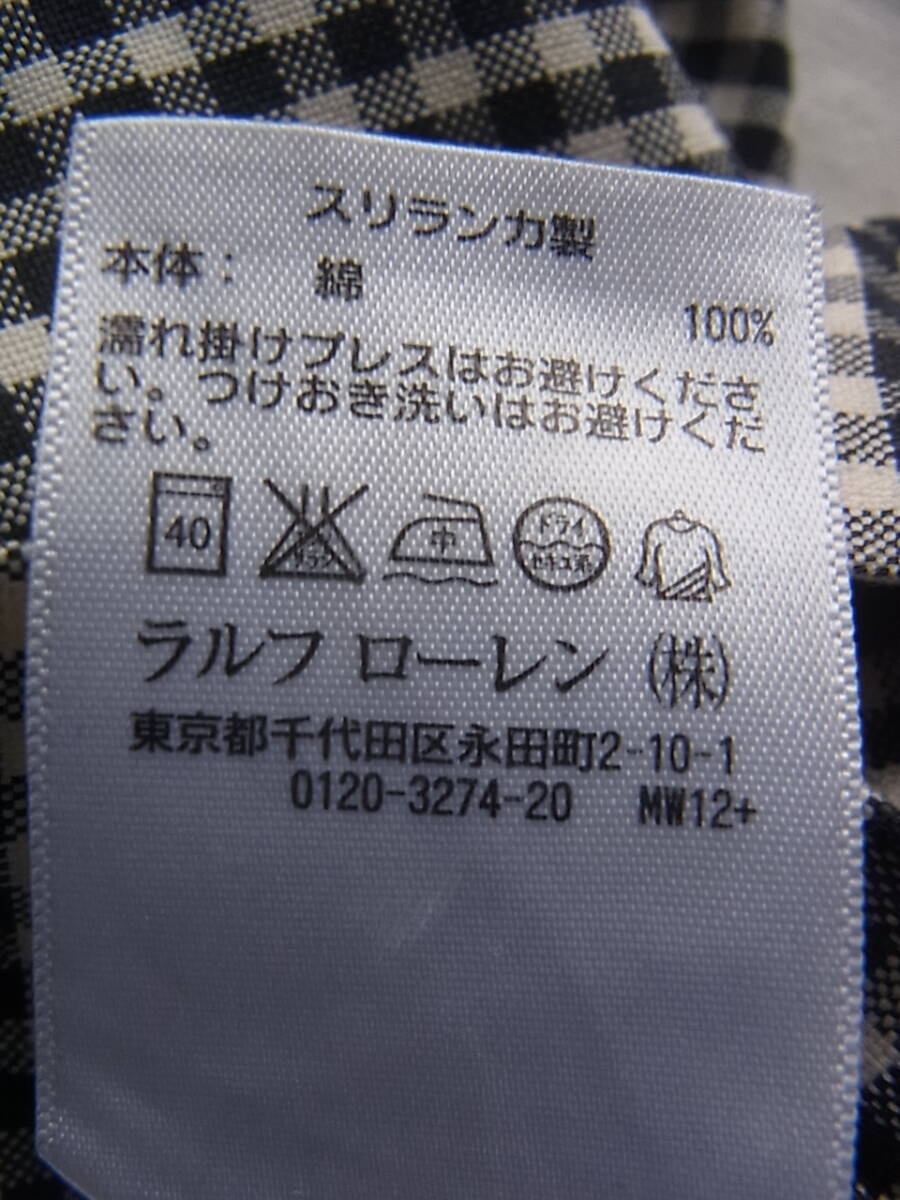 スリランカ製
本体： 綿 100%
濡れ掛けプレスはお避けくださ
い。つけおき洗いはお避けくだ
さい。
40 中 ドライ セキユ系
ラルフ ローレン ㈱
東京都千代田区永田町2-10-1
0120-3274-20 MW12+